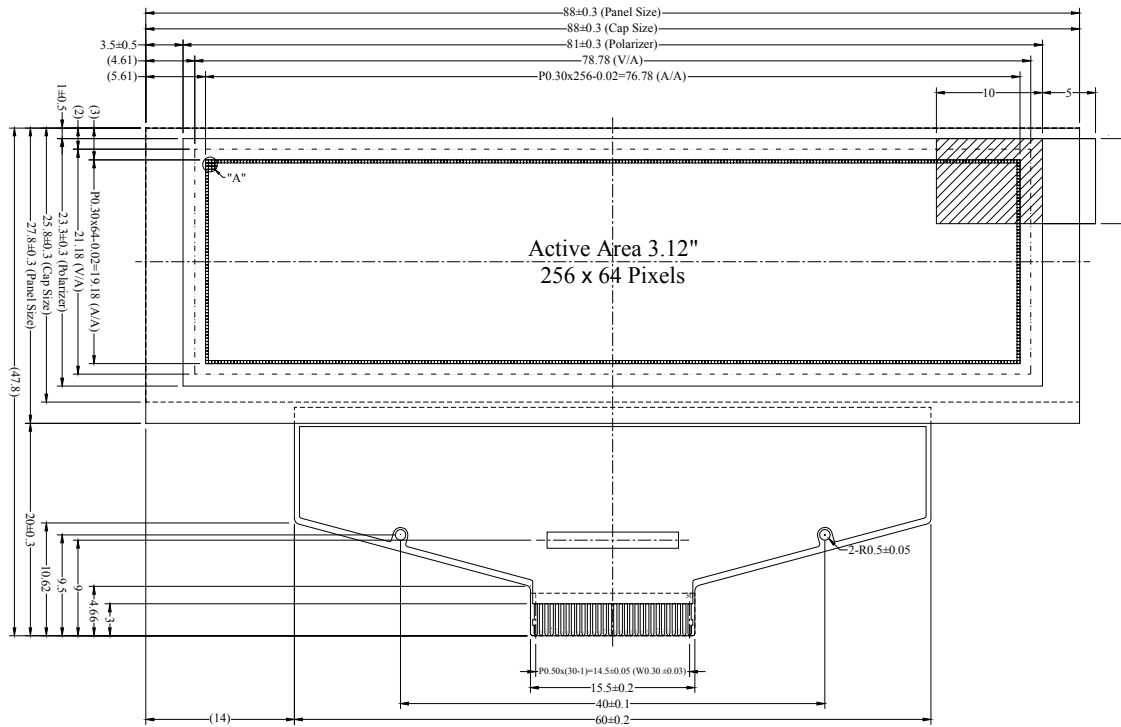 88±0.3 (Panel Size)
88±0.3 (Cap Size)
3.5±0.5
81±0.3 (Polarizer)
(4.61)
78.78 (V/A)
(5.61)
P0.30x256-0.02=76.78 (A/A)
10
5
1±0.5
(2)
(3)
"A"
P0.30x64-0.02=19.18 (A/A)
21.18 (V/A)
23.3±0.3 (Polarizer)
25.8±0.3 (Cap Size)
27.8±0.3 (Panel Size)
(47.8)
Active Area 3.12"
256 x 64 Pixels
20±0.3
10.62
9.5
9
4.66
3
2-R0.5±0.05
30
P0.50x(30-1)=14.5±0.05 (W0.30 ±0.03)
15.5±0.2
40±0.1
(14)
60±0.2